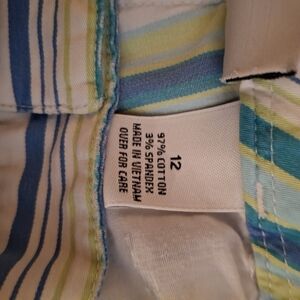 12
97% COTTON
3% SPANDEX
MADE IN VIETNAM
OVER FOR CARE